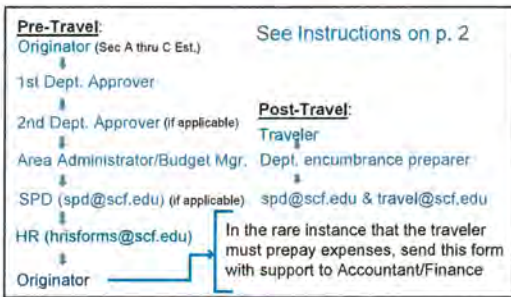 Pre-Travel:
Originator (Sec A thru C Est.)
1st Dept. Approver
2nd Dept. Approver (if applicable)
Area Administrator/Budget Mgr.
SPD (spd@scf.edu) (if applicable)
HR (hrisforms@scf.edu)
Originator
See Instructions on p. 2
Post-Travel:
Traveler
Dept. encumbrance preparer
spd@scf.edu & travel@scf.edu
In the rare instance that the traveler
must prepay expenses, send this form
with support to Accountant/Finance